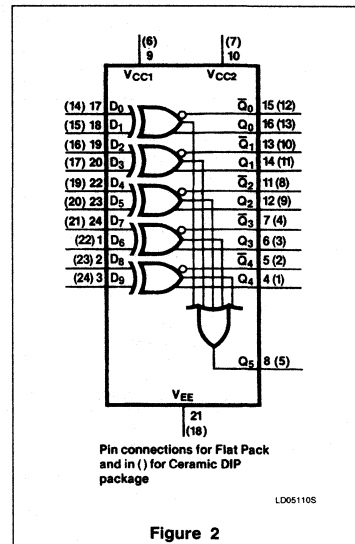 (6) (7)
9 10
VCC1 VCC2
(14) 17 D0 Q̅0 15 (12)
(15) 18 D1 Q0 16 (13)
(16) 19 D2 Q̅1 13 (10)
(17) 20 D3 Q1 14 (11)
(19) 22 D4 Q̅2 11 (8)
(20) 23 D5 Q2 12 (9)
(21) 24 D7 Q̅3 7 (4)
(22) 1 D6 Q3 6 (3)
(23) 2 D8 Q̅4 5 (2)
(24) 3 D9 Q4 4 (1)
Q5 8 (5)
VEE
21
(18)
Pin connections for Flat Pack
and in ( ) for Ceramic DIP
package
LD05110S
Figure 2